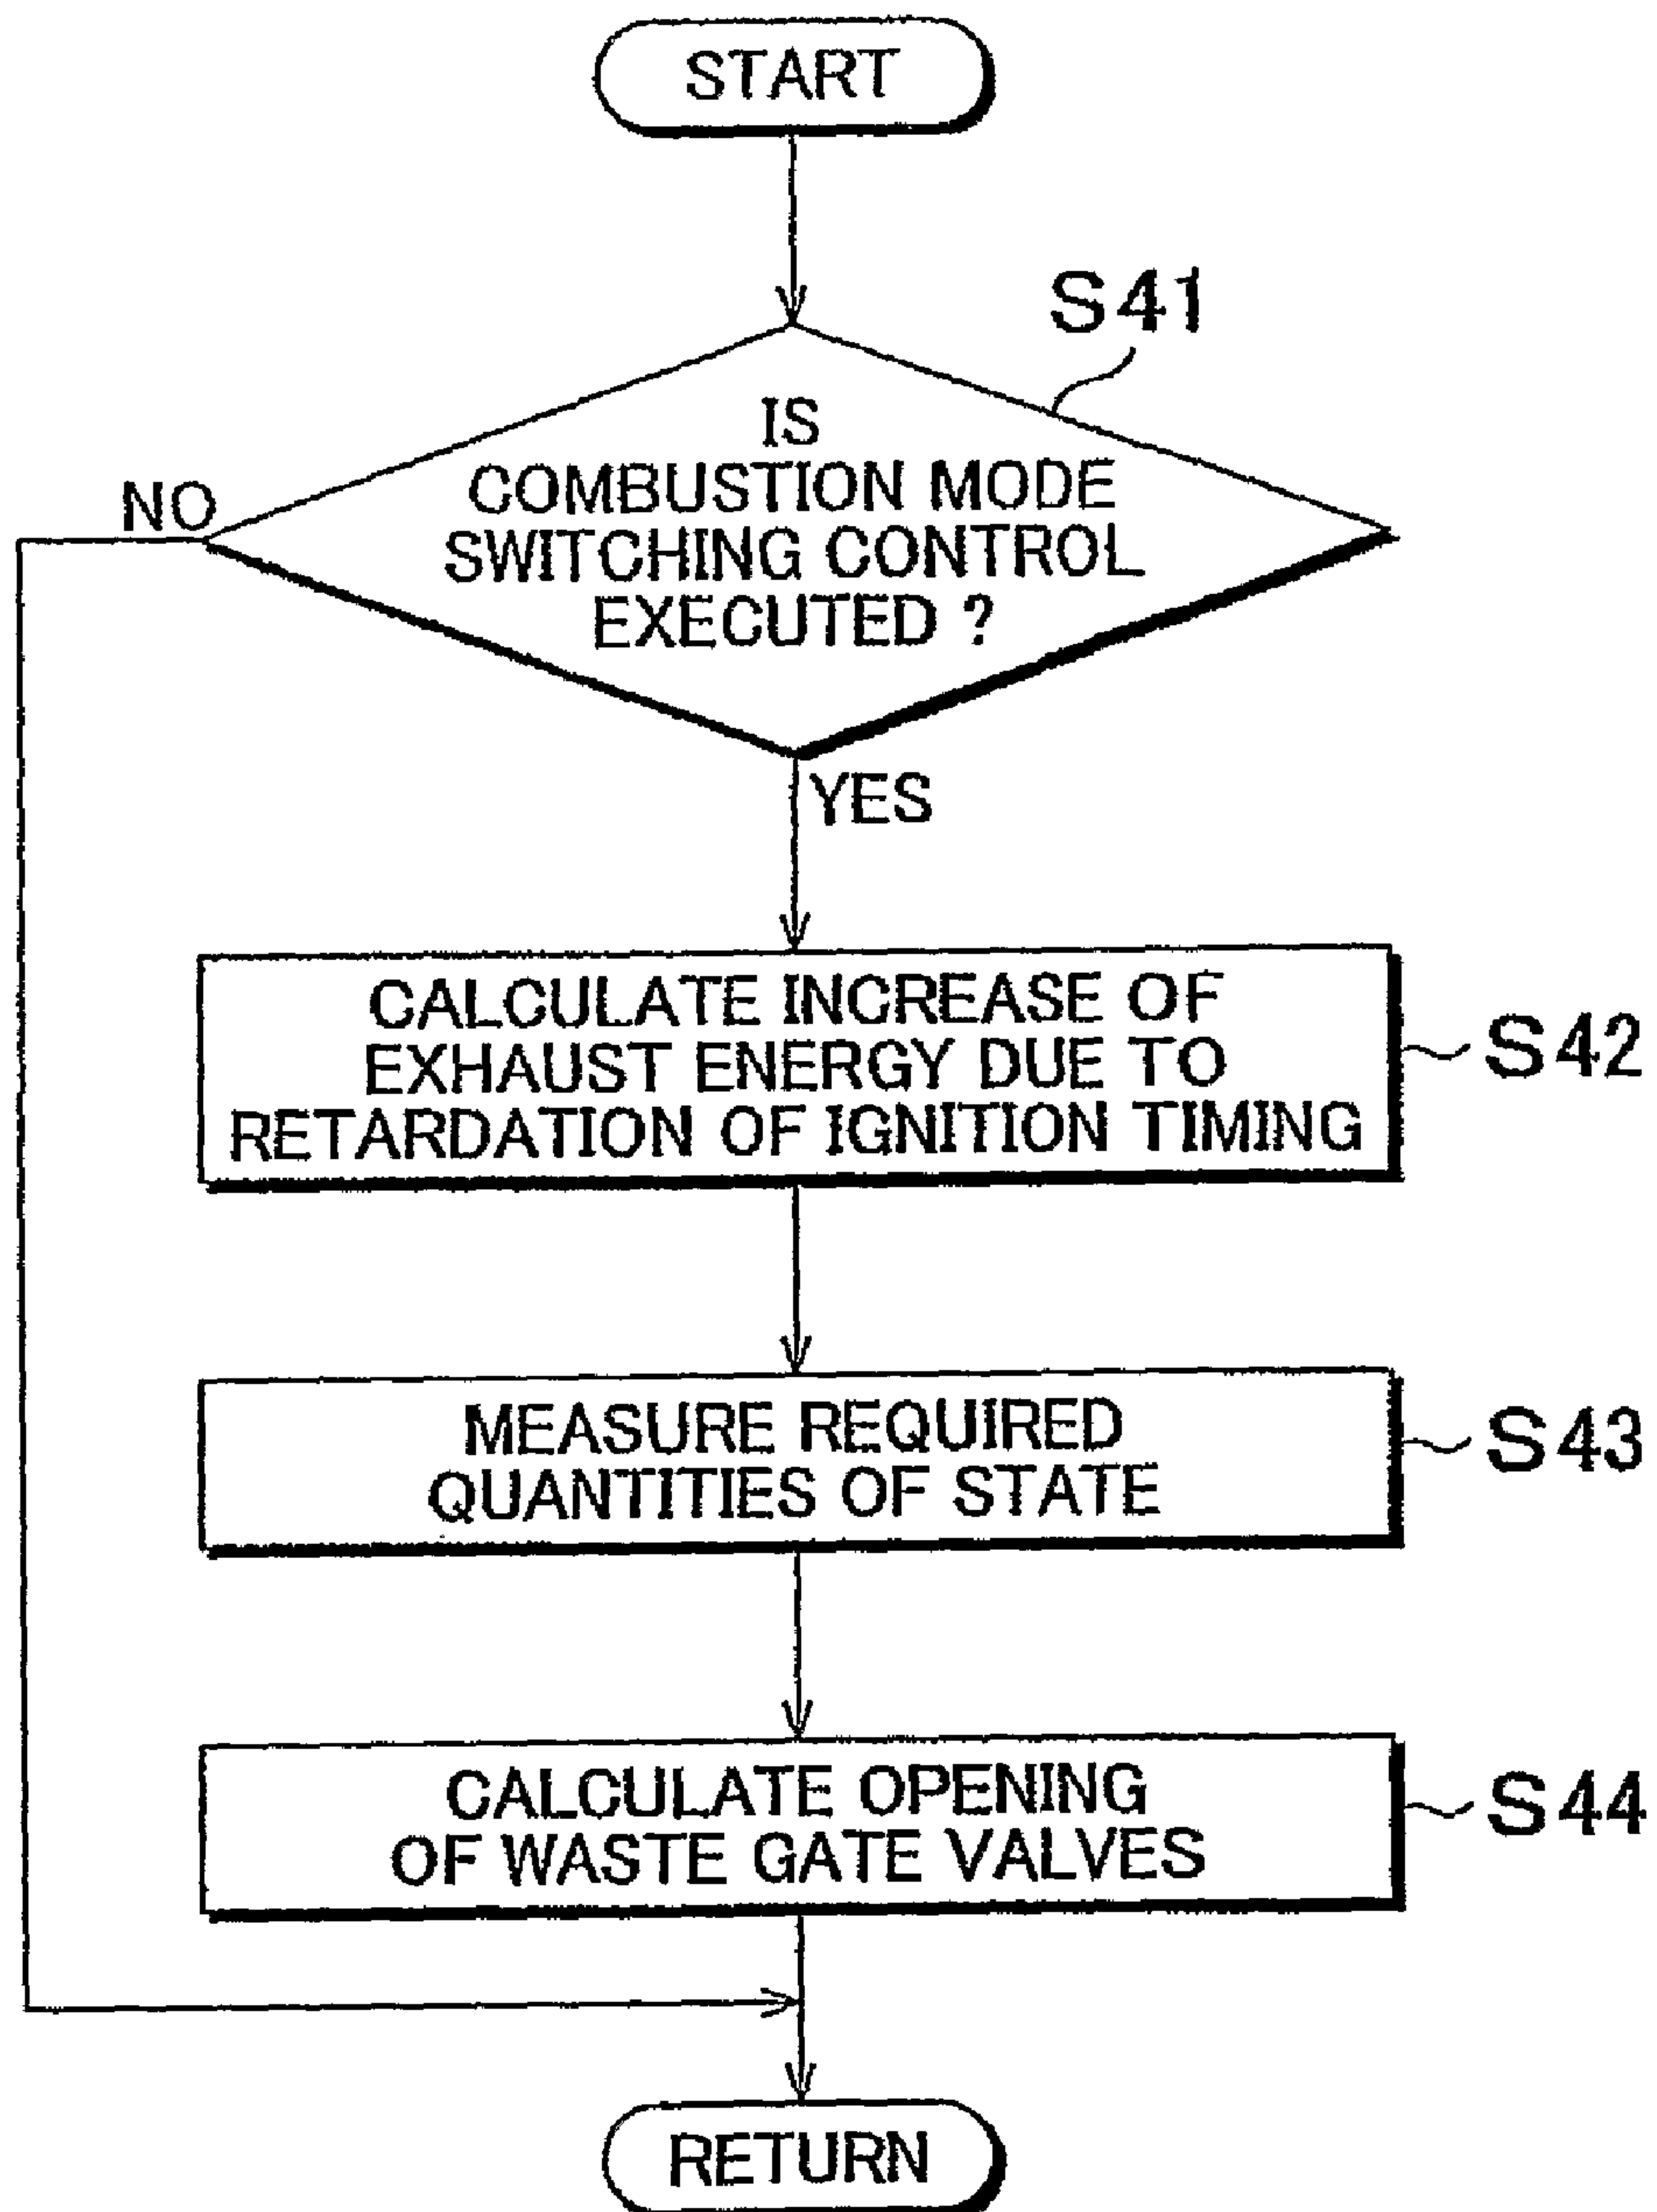 START
S41
IS
COMBUSTION MODE
SWITCHING CONTROL
EXECUTED ?
NO
YES
CALCULATE INCREASE OF
EXHAUST ENERGY DUE TO
RETARDATION OF IGNITION TIMING
S42
MEASURE REQUIRED
QUANTITIES OF STATE
S43
CALCULATE OPENING
OF WASTE GATE VALVES
S44
RETURN